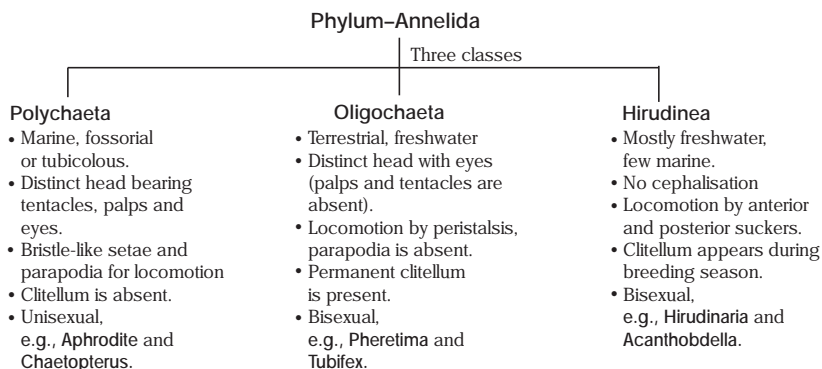 Phylum–Annelida
Three classes
Polychaeta
• Marine, fossorial
or tubicolous.
• Distinct head bearing
tentacles, palps and
eyes.
• Bristle-like setae and
parapodia for locomotion
• Clitellum is absent.
• Unisexual,
e.g., Aphrodite and
Chaetopterus.
Oligochaeta
• Terrestrial, freshwater
• Distinct head with eyes
(palps and tentacles are
absent).
• Locomotion by peristalsis,
parapodia is absent.
• Permanent clitellum
is present.
• Bisexual,
e.g., Pheretima and
Tubifex.
Hirudinea
• Mostly freshwater,
few marine.
• No cephalisation
• Locomotion by anterior
and posterior suckers.
• Clitellum appears during
breeding season.
• Bisexual,
e.g., Hirudinaria and
Acanthobdella.